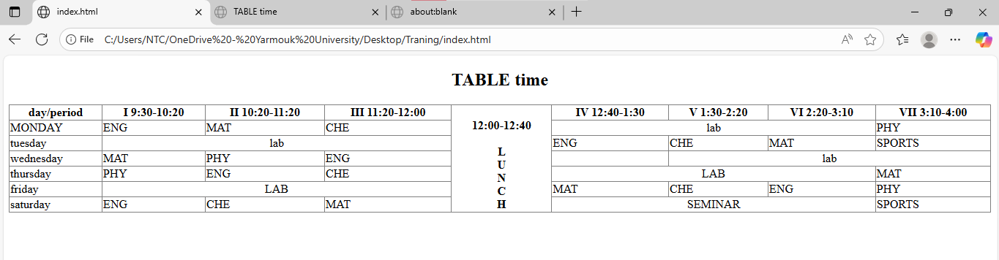 index.html
TABLE time
about:blank
File
C:/Users/NTC/OneDrive%20-%20Yarmouk%20University/Desktop/Traning/index.html
TABLE time
day/period I 9:30-10:20 II 10:20-11:20 III 11:20-12:00 12:00-12:40 IV 12:40-1:30 V 1:30-2:20 VI 2:20-3:10 VII 3:10-4:00
L
U
N
C
H
MONDAY ENG MAT CHE lab PHY
tuesday lab ENG CHE MAT SPORTS
wednesday MAT PHY ENG lab
thursday PHY ENG CHE LAB MAT
friday LAB MAT CHE ENG PHY
saturday ENG CHE MAT SEMINAR SPORTS